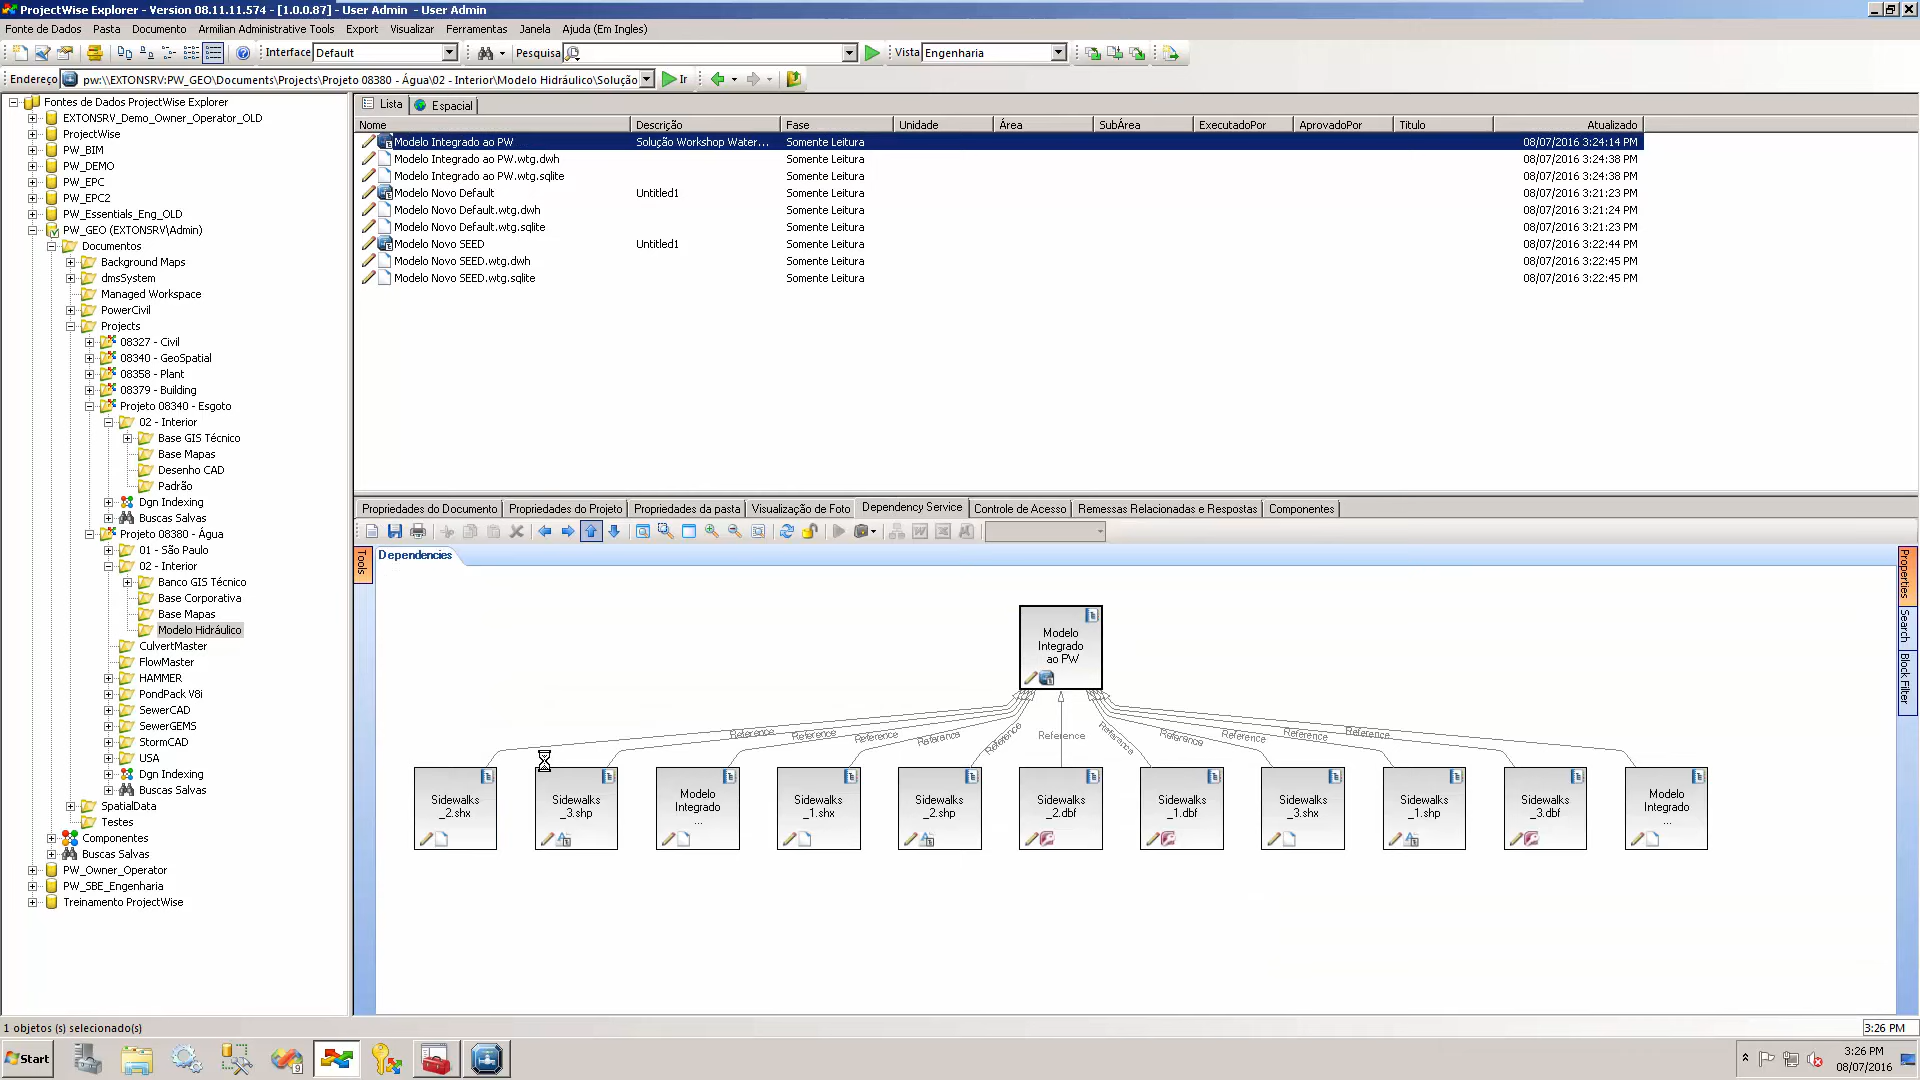 ProjectWise Explorer - Version 08.11.11.574 - [1.0.0.87] - User Admin - User Admin
Fonte de Dados Pasta Documento Armilian Administrative Tools Export Visualizar Ferramentas Janela Ajuda (Em Ingles)
Interface Default Pesquisa Vista Engenharia
Endereço pw:\\EXTONSRV:PW_GEO\Documents\Projects\Projeto 08380 - Água\02 - Interior\Modelo Hidráulico\Solução Ir
Fontes de Dados ProjectWise Explorer
EXTONSRV_Demo_Owner_Operator_OLD
ProjectWise
PW_BIM
PW_DEMO
PW_EPC
PW_EPC2
PW_Essentials_Eng_OLD
PW_GEO (EXTONSRV\Admin)
Documentos
Background Maps
dmsSystem
Managed Workspace
PowerCivil
Projects
08327 - Civil
08340 - GeoSpatial
08358 - Plant
08379 - Building
Projeto 08340 - Esgoto
02 - Interior
Base GIS Técnico
Base Mapas
Desenho CAD
Padrão
Dgn Indexing
Buscas Salvas
Projeto 08380 - Água
01 - São Paulo
02 - Interior
Banco GIS Técnico
Base Corporativa
Base Mapas
Modelo Hidráulico
CulvertMaster
FlowMaster
HAMMER
PondPack V8i
SewerCAD
SewerGEMS
StormCAD
USA
Dgn Indexing
Buscas Salvas
SpatialData
Testes
Componentes
Buscas Salvas
PW_Owner_Operator
PW_SBE_Engenharia
Treinamento ProjectWise
Lista Espacial
Nome Descrição Fase Unidade Área SubÁrea ExecutadoPor AprovadoPor Titulo Atualizado
Modelo Integrado ao PW Solução Workshop Water... Somente Leitura 08/07/2016 3:24:14 PM
Modelo Integrado ao PW.wtg.dwh Somente Leitura 08/07/2016 3:24:38 PM
Modelo Integrado ao PW.wtg.sqlite Somente Leitura 08/07/2016 3:24:38 PM
Modelo Novo Default Untitled1 Somente Leitura 08/07/2016 3:21:23 PM
Modelo Novo Default.wtg.dwh Somente Leitura 08/07/2016 3:21:24 PM
Modelo Novo Default.wtg.sqlite Somente Leitura 08/07/2016 3:21:23 PM
Modelo Novo SEED Untitled1 Somente Leitura 08/07/2016 3:22:44 PM
Modelo Novo SEED.wtg.dwh Somente Leitura 08/07/2016 3:22:45 PM
Modelo Novo SEED.wtg.sqlite Somente Leitura 08/07/2016 3:22:45 PM
Propriedades do Documento Propriedades do Projeto Propriedades da pasta Visualização de Foto Dependency Service Controle de Acesso Remessas Relacionadas e Respostas Componentes
Tools
Dependencies
Properties
Search
Block Filter
Modelo
Integrado
ao PW
Reference Reference Reference Reference Reference Reference Reference Reference Reference Reference Reference
Sidewalks
_2.shx
Sidewalks
_3.shp
Modelo
Integrado
...
Sidewalks
_1.shx
Sidewalks
_2.shp
Sidewalks
_2.dbf
Sidewalks
_1.dbf
Sidewalks
_3.shx
Sidewalks
_1.shp
Sidewalks
_3.dbf
Modelo
Integrado
...
1 objetos (s) selecionado(s)
3:26 PM
Start
3:26 PM
08/07/2016